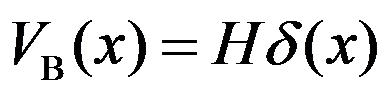 V_B(x) = Hδ(x)